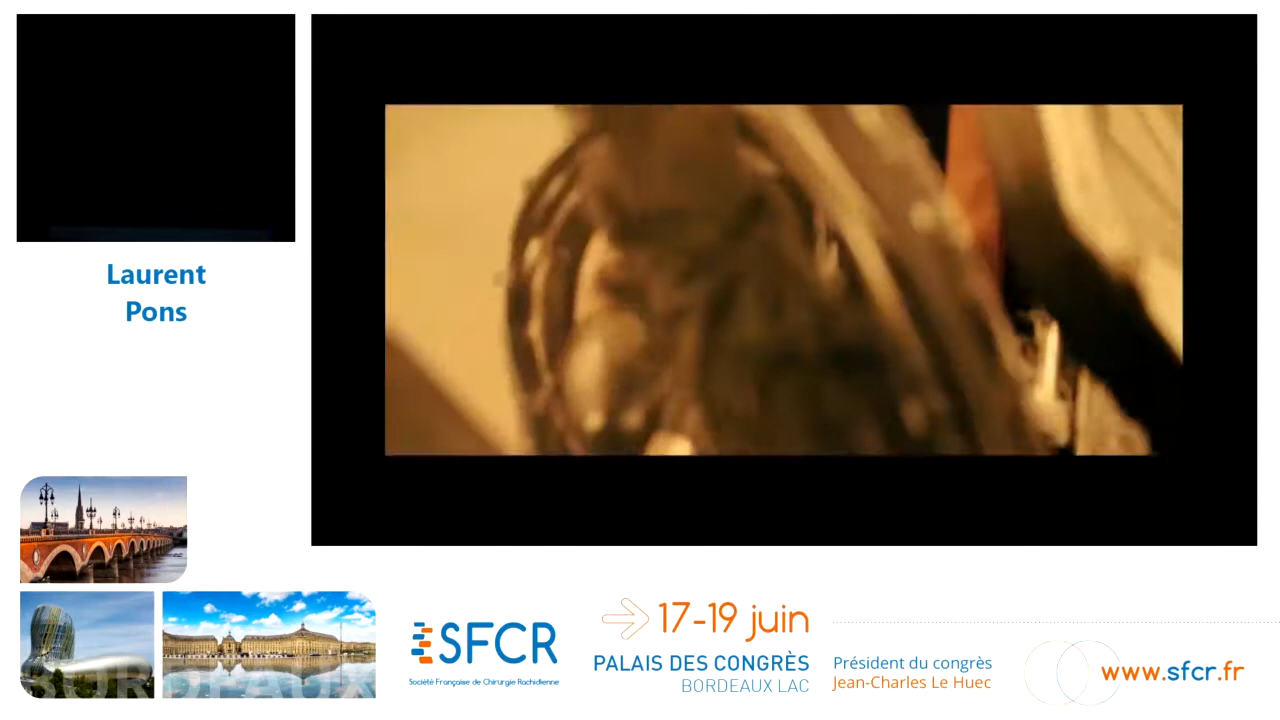 Laurent
Pons
BORDEAUX
SFCR
Société Française de Chirurgie Rachidienne
17-19 juin
PALAIS DES CONGRÈS
BORDEAUX LAC
Président du congrès
Jean-Charles Le Huec
www.sfcr.fr